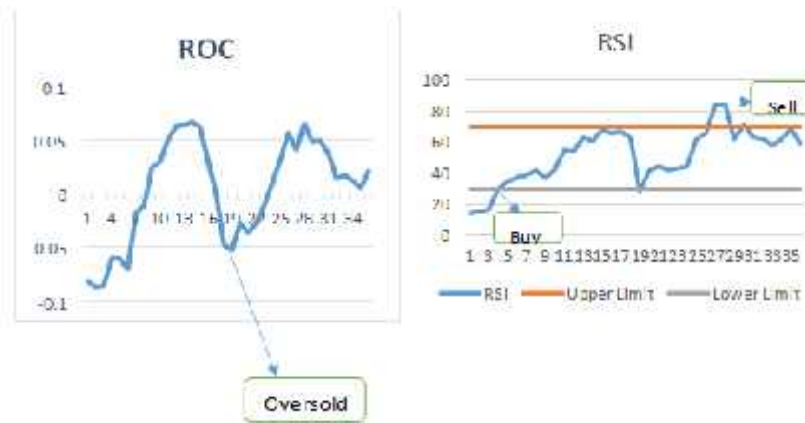 ROC
0.1
0.05
0
1 4 10 13 16 19 22 25 28 31 34
0.05
-0.1
Oversold
RSI
100
80
60
40
20
0
Sell
Buy
1 3 5 7 9 11 13 15 17 19 21 23 25 27 29 31 33 35
RSI Upper Limit Lower Limit